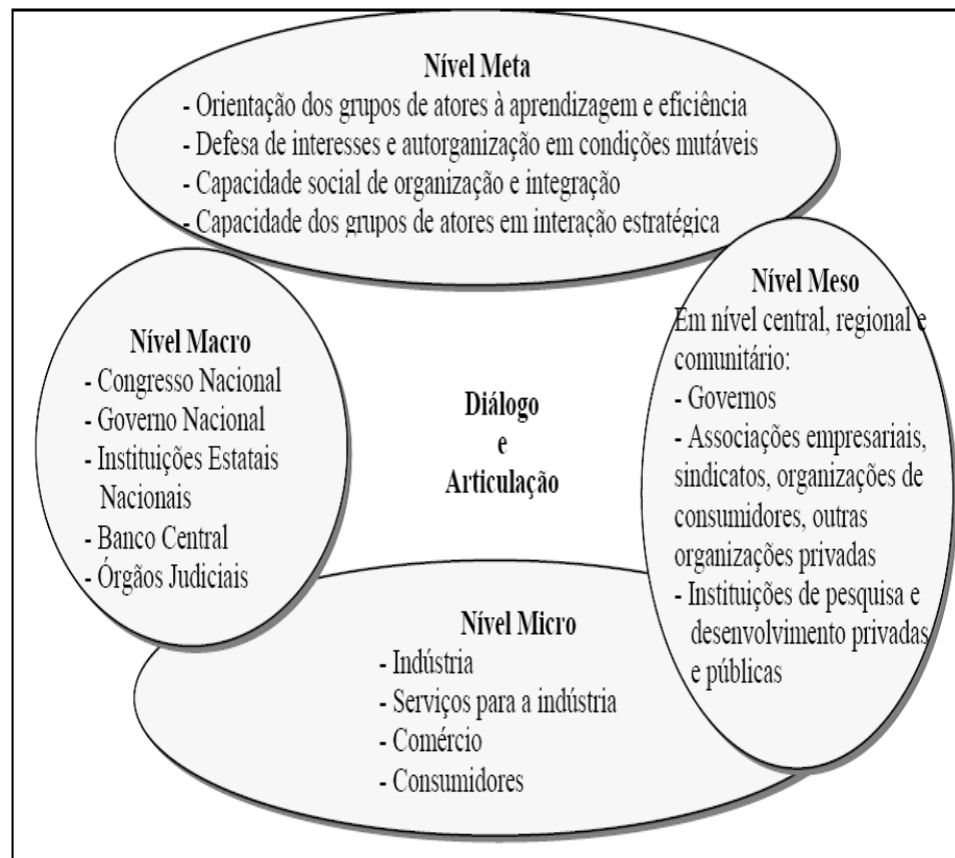 Nível Meta
- Orientação dos grupos de atores à aprendizagem e eficiência
- Defesa de interesses e autorganização em condições mutáveis
- Capacidade social de organização e integração
- Capacidade dos grupos de atores em interação estratégica
Nível Macro
- Congresso Nacional
- Governo Nacional
- Instituições Estatais
Nacionais
- Banco Central
- Órgãos Judiciais
Diálogo
e
Articulação
Nível Meso
Em nível central, regional e
comunitário:
- Governos
- Associações empresariais,
sindicatos, organizações de
consumidores, outras
organizações privadas
- Instituições de pesquisa e
desenvolvimento privadas
e públicas
Nível Micro
- Indústria
- Serviços para a indústria
- Comércio
- Consumidores